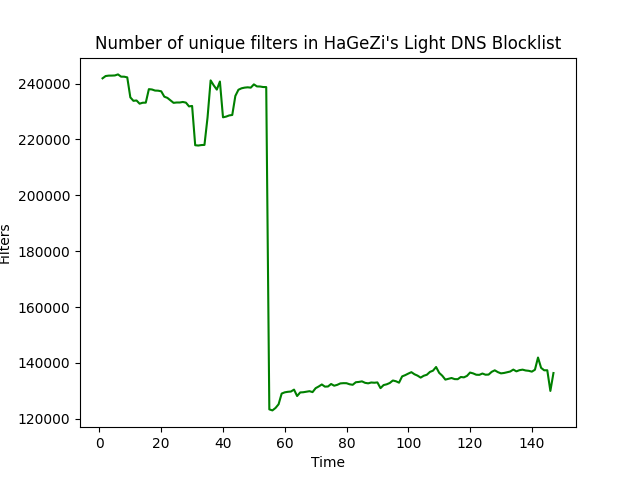 Number of unique filters in HaGeZi's Light DNS Blocklist
240000
220000
200000
180000
160000
140000
120000
Filters
0 20 40 60 80 100 120 140
Time